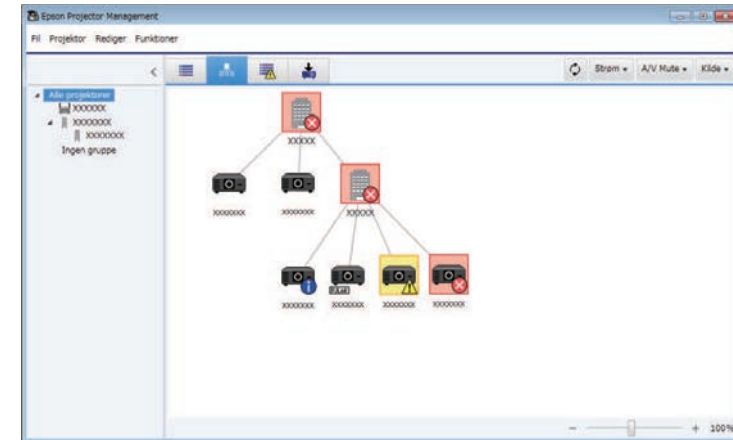 Epson Projector Management
Fil Projektor Rediger Funktioner
Strøm A/V Mute Kilde
Alle projektorer
XXXXXX
XXXXXXX
XXXXXXX
Ingen gruppe
XXXXX
XXXXXXX XXXXXXX XXXXX
XXXXXXX XXXXXXX XXXXXXX XXXXXXX
- + 100%